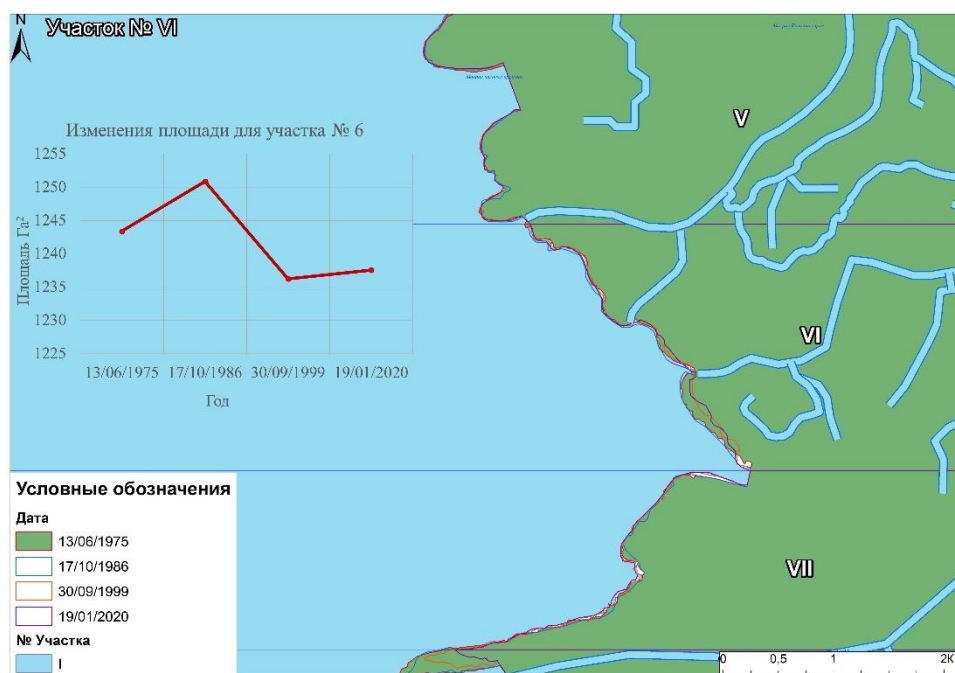 N
Участок № VI
Изменения площади для участка № 6
1255
1250
1245
1240
1235
1230
1225
Площадь Га²
13/06/1975 17/10/1986 30/09/1999 19/01/2020
Год
V
VI
VII
Условные обозначения
Дата
13/06/1975
17/10/1986
30/09/1999
19/01/2020
№ Участка
I
0 0,5 1 2К